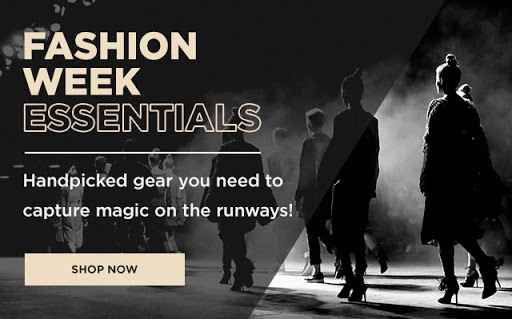 FASHION
WEEK
ESSENTIALS
Handpicked gear you need to
capture magic on the runways!
SHOP NOW